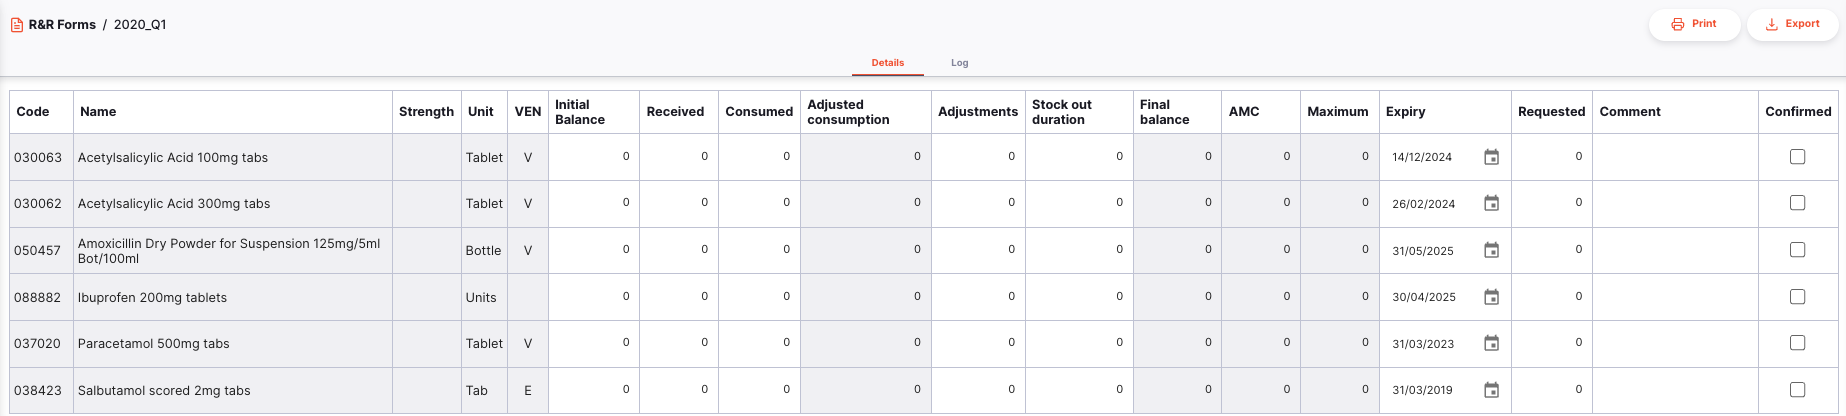 R&R Forms / 2020_Q1
Print
Export
Details
Log
Code Name Strength Unit VEN Initial Balance Received Consumed Adjusted consumption Adjustments Stock out duration Final balance AMC Maximum Expiry Requested Comment Confirmed
030063 Acetylsalicylic Acid 100mg tabs Tablet V 0 0 0 0 0 0 0 0 0 14/12/2024 0
030062 Acetylsalicylic Acid 300mg tabs Tablet V 0 0 0 0 0 0 0 0 0 26/02/2024 0
050457 Amoxicillin Dry Powder for Suspension 125mg/5ml Bot/100ml Bottle V 0 0 0 0 0 0 0 0 0 31/05/2025 0
088882 Ibuprofen 200mg tablets Units 0 0 0 0 0 0 0 0 0 30/04/2025 0
037020 Paracetamol 500mg tabs Tablet V 0 0 0 0 0 0 0 0 0 31/03/2023 0
038423 Salbutamol scored 2mg tabs Tab E 0 0 0 0 0 0 0 0 0 31/03/2019 0